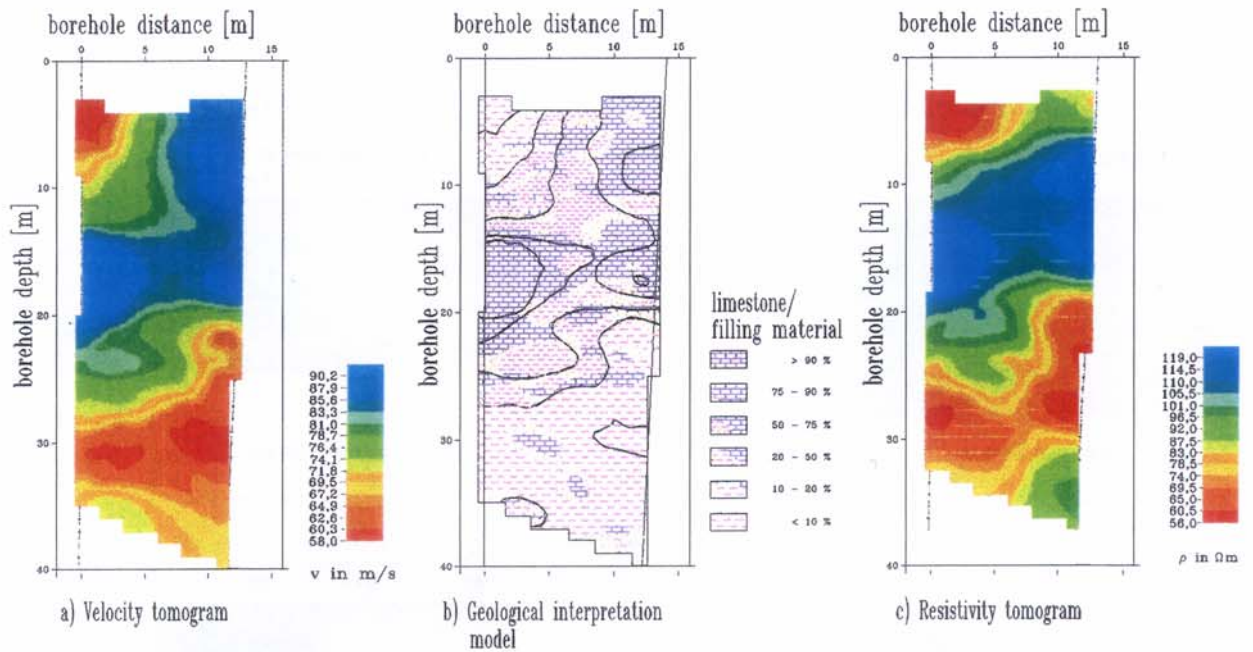 borehole distance [m]
0 5 10 15
borehole depth [m]
0
10
20
30
40
90,2
87,9
85,6
83,3
81,0
78,7
76,4
74,1
71,8
69,5
67,2
64,9
62,6
60,3
58,0
v in m/s
a) Velocity tomogram
borehole distance [m]
0 5 10 15
borehole depth [m]
0
10
20
30
40
limestone/
filling material
> 90 %
75 - 90 %
50 - 75 %
20 - 50 %
10 - 20 %
< 10 %
b) Geological interpretation
model
borehole distance [m]
0 5 10 15
borehole depth [m]
0
10
20
30
40
119,0
114,5
110,0
105,5
101,0
96,5
92,0
87,5
83,0
78,5
74,0
69,5
65,0
60,5
56,0
ρ in Ωm
c) Resistivity tomogram